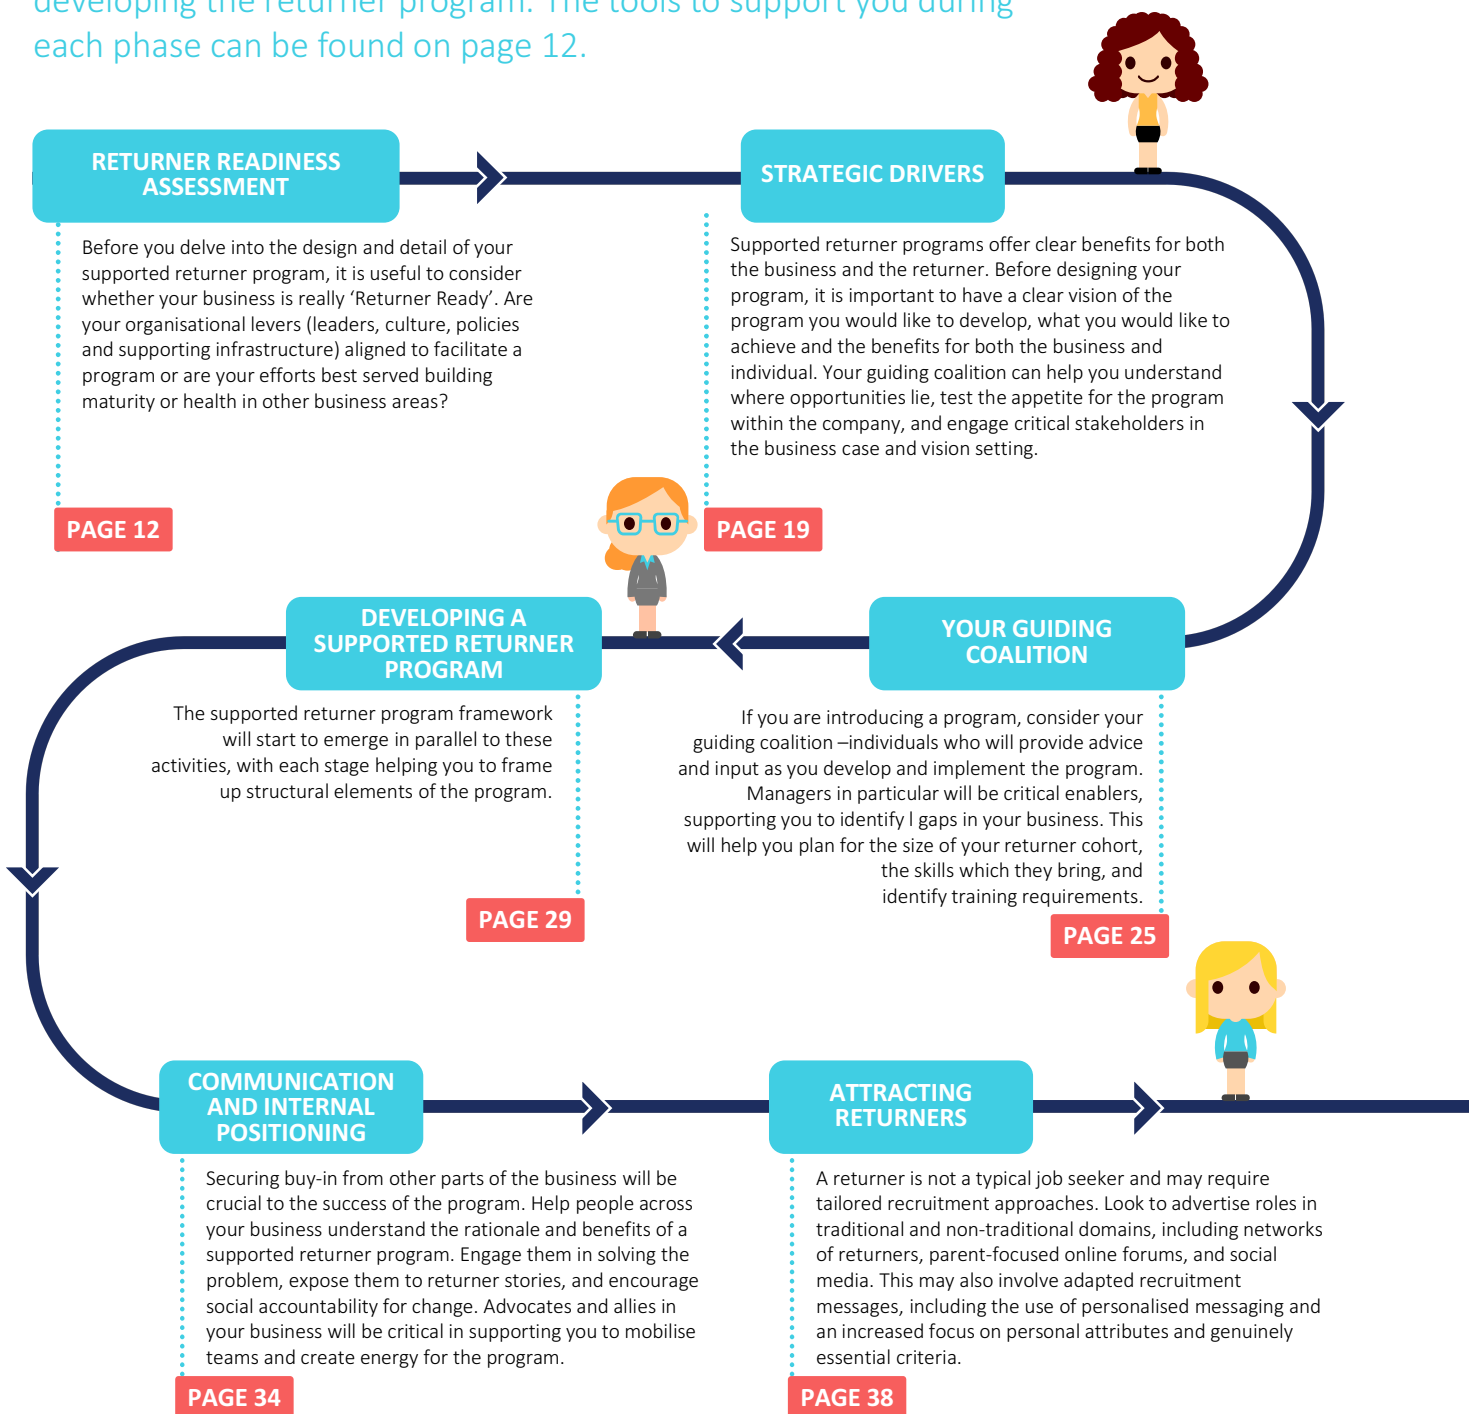 developing the returner program. The tools to support you during
each phase can be found on page 12.
RETURNER READINESS
ASSESSMENT
Before you delve into the design and detail of your
supported returner program, it is useful to consider
whether your business is really ‘Returner Ready’. Are
your organisational levers (leaders, culture, policies
and supporting infrastructure) aligned to facilitate a
program or are your efforts best served building
maturity or health in other business areas?
PAGE 12
STRATEGIC DRIVERS
Supported returner programs offer clear benefits for both
the business and the returner. Before designing your
program, it is important to have a clear vision of the
program you would like to develop, what you would like to
achieve and the benefits for both the business and
individual. Your guiding coalition can help you understand
where opportunities lie, test the appetite for the program
within the company, and engage critical stakeholders in
the business case and vision setting.
PAGE 19
YOUR GUIDING
COALITION
If you are introducing a program, consider your
guiding coalition –individuals who will provide advice
and input as you develop and implement the program.
Managers in particular will be critical enablers,
supporting you to identify l gaps in your business. This
will help you plan for the size of your returner cohort,
the skills which they bring, and
identify training requirements.
PAGE 25
DEVELOPING A
SUPPORTED RETURNER
PROGRAM
The supported returner program framework
will start to emerge in parallel to these
activities, with each stage helping you to frame
up structural elements of the program.
PAGE 29
COMMUNICATION
AND INTERNAL
POSITIONING
Securing buy-in from other parts of the business will be
crucial to the success of the program. Help people across
your business understand the rationale and benefits of a
supported returner program. Engage them in solving the
problem, expose them to returner stories, and encourage
social accountability for change. Advocates and allies in
your business will be critical in supporting you to mobilise
teams and create energy for the program.
PAGE 34
ATTRACTING
RETURNERS
A returner is not a typical job seeker and may require
tailored recruitment approaches. Look to advertise roles in
traditional and non-traditional domains, including networks
of returners, parent-focused online forums, and social
media. This may also involve adapted recruitment
messages, including the use of personalised messaging and
an increased focus on personal attributes and genuinely
essential criteria.
PAGE 38